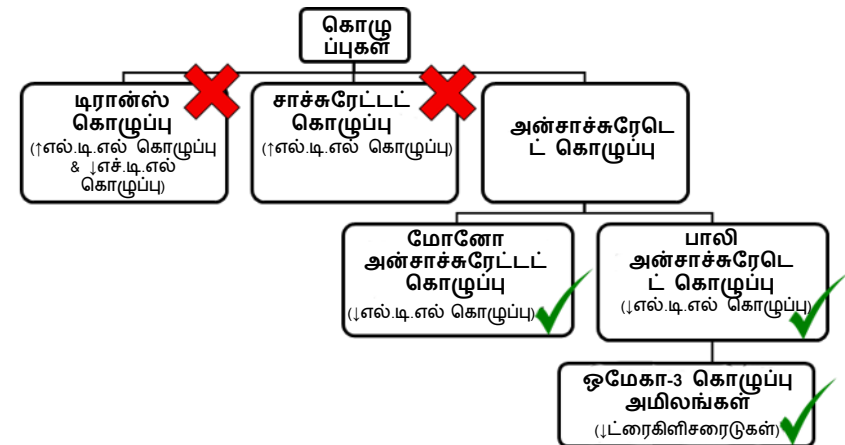 கொழு
ப்புகள்
டிரான்ஸ்
கொழுப்பு
(↑எல்.டி.எல் கொழுப்பு
& ↓எச்.டி.எல்
கொழுப்பு)
சாச்சுரேட்டட்
கொழுப்பு
(↑எல்.டி.எல் கொழுப்பு)
அன்சாச்சுரேடெ
ட் கொழுப்பு
மோனோ
அன்சாச்சுரேட்டட்
கொழுப்பு
(↓எல்.டி.எல் கொழுப்பு)
பாலி
அன்சாச்சுரேடெ
ட் கொழுப்பு
(↓எல்.டி.எல் கொழுப்பு)
ஒமேகா-3 கொழுப்பு
அமிலங்கள்
(↓ட்ரைகிளிசரைடுகள்)